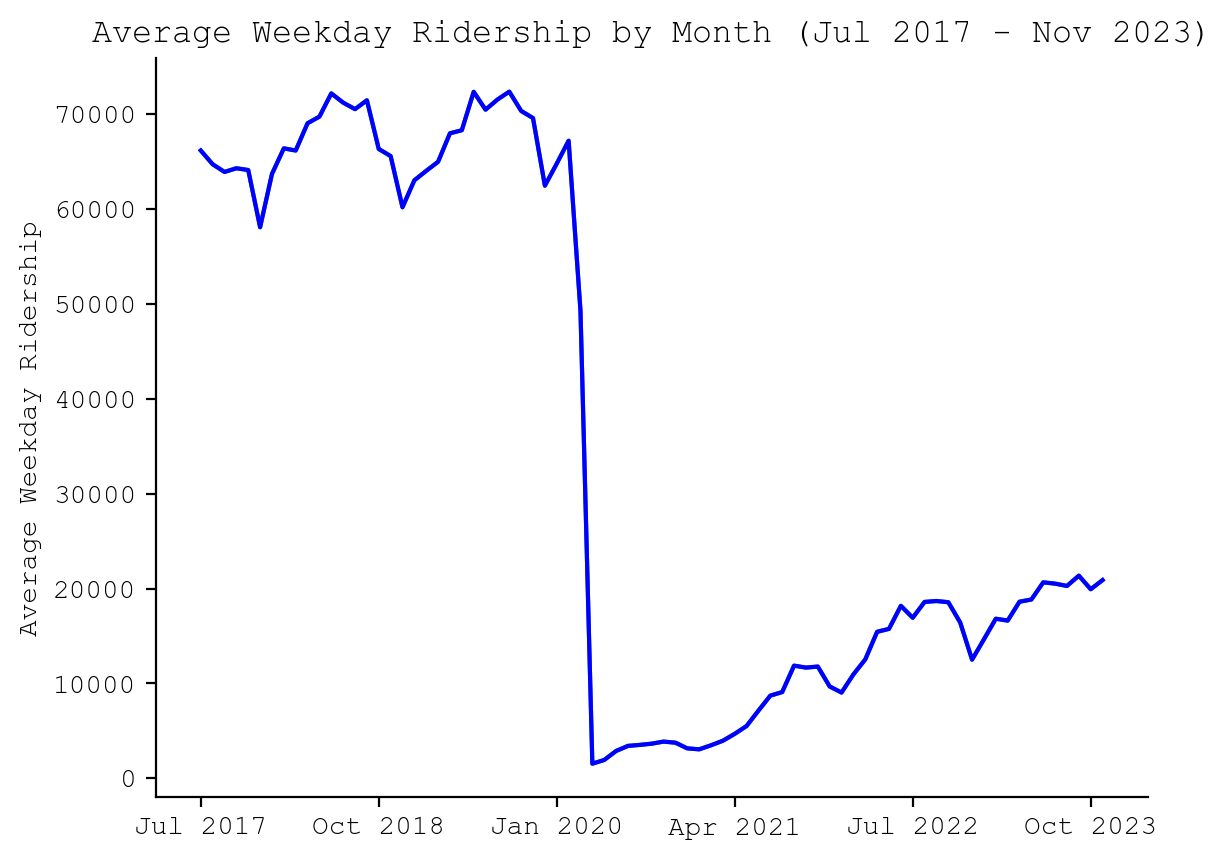 Average Weekday Ridership by Month (Jul 2017 - Nov 2023)
Average Weekday Ridership
70000
60000
50000
40000
30000
20000
10000
0
Jul 2017 Oct 2018 Jan 2020 Apr 2021 Jul 2022 Oct 2023